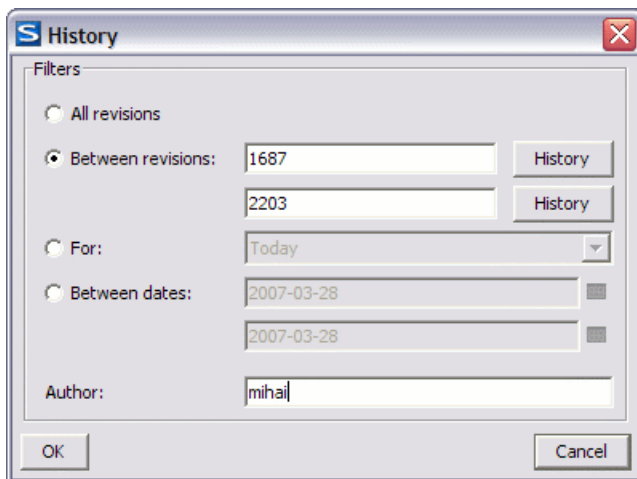 S History
Filters
All revisions
Between revisions: 1687 History
2203 History
For: Today
Between dates: 2007-03-28
2007-03-28
Author: mihai
OK Cancel